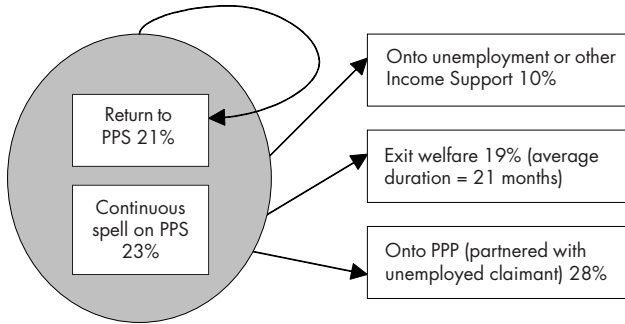 Return to
PPS 21%
Continuous
spell on PPS
23%
Onto unemployment or other
Income Support 10%
Exit welfare 19% (average
duration = 21 months)
Onto PPP (partnered with
unemployed claimant) 28%